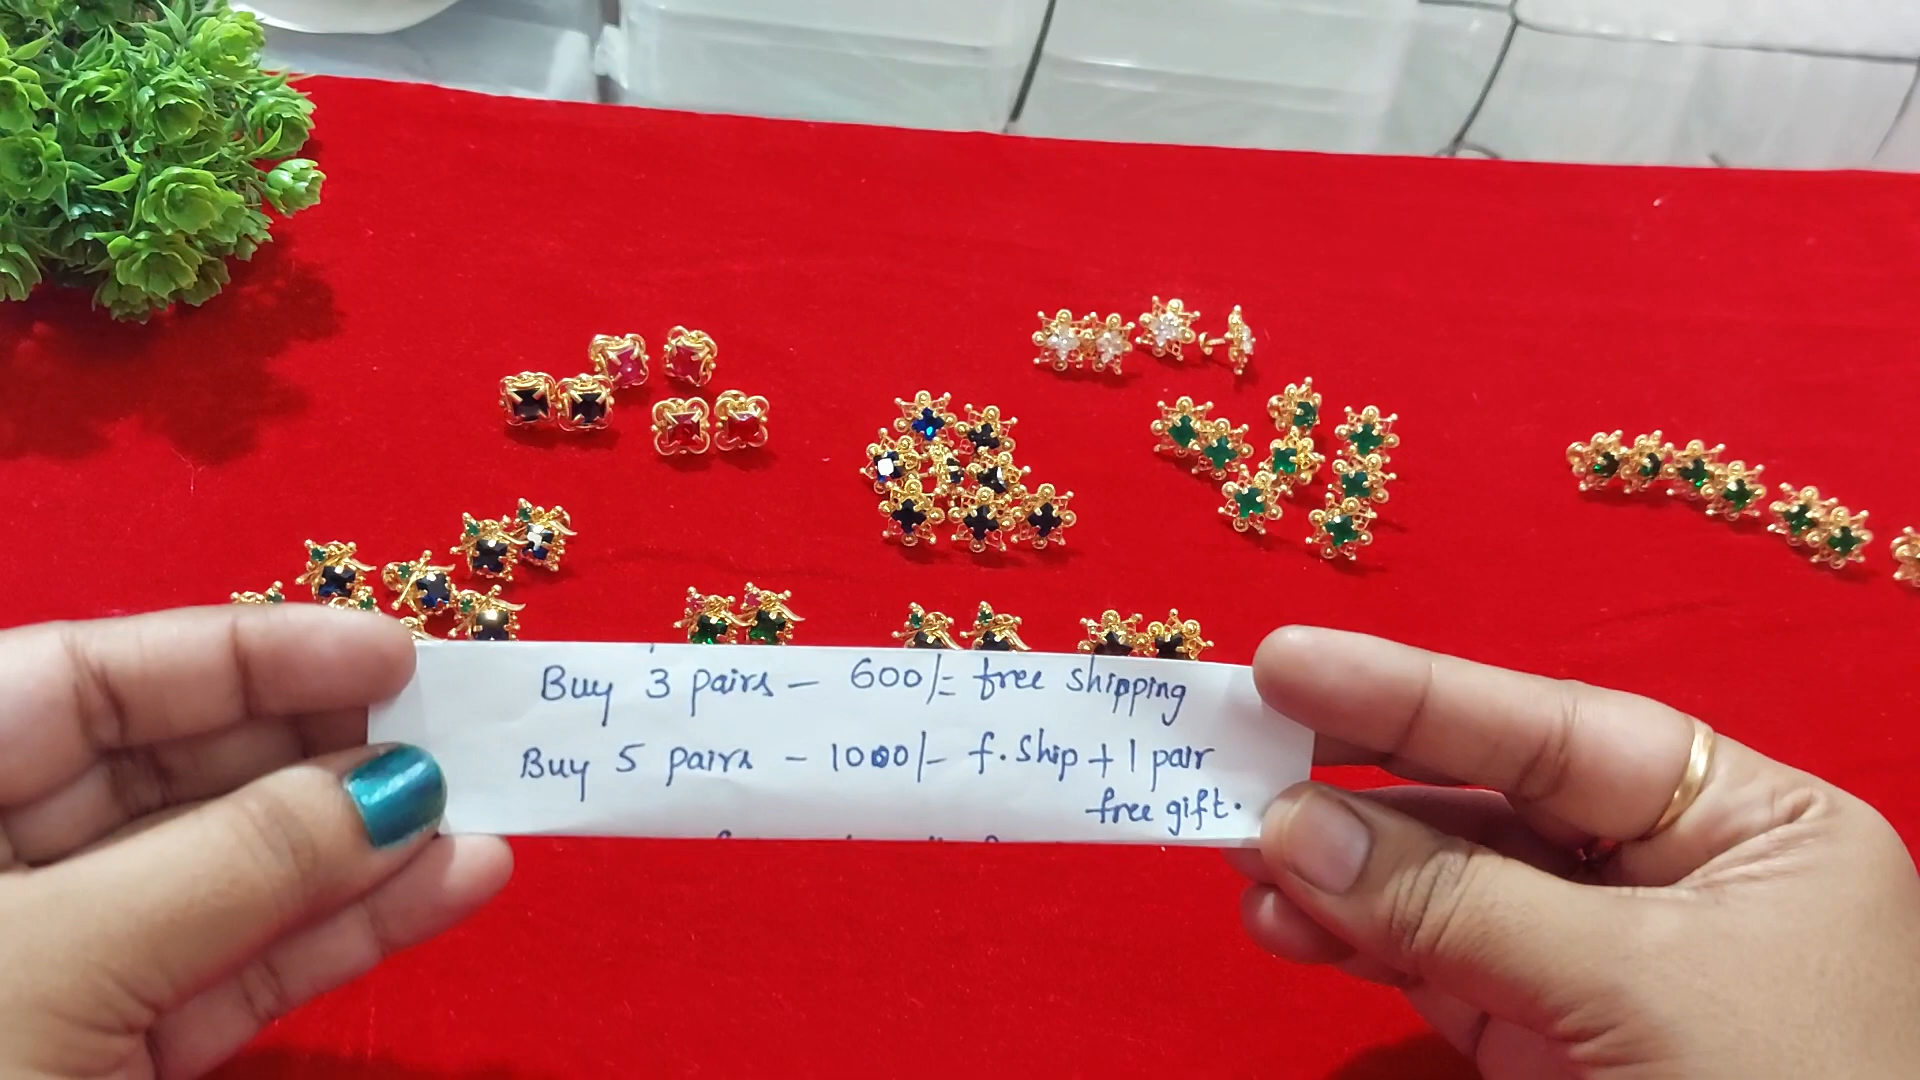 Buy 3 pairs - 600/= free shipping
Buy 5 pairs - 1000/- f. ship + 1 pair
free gift.